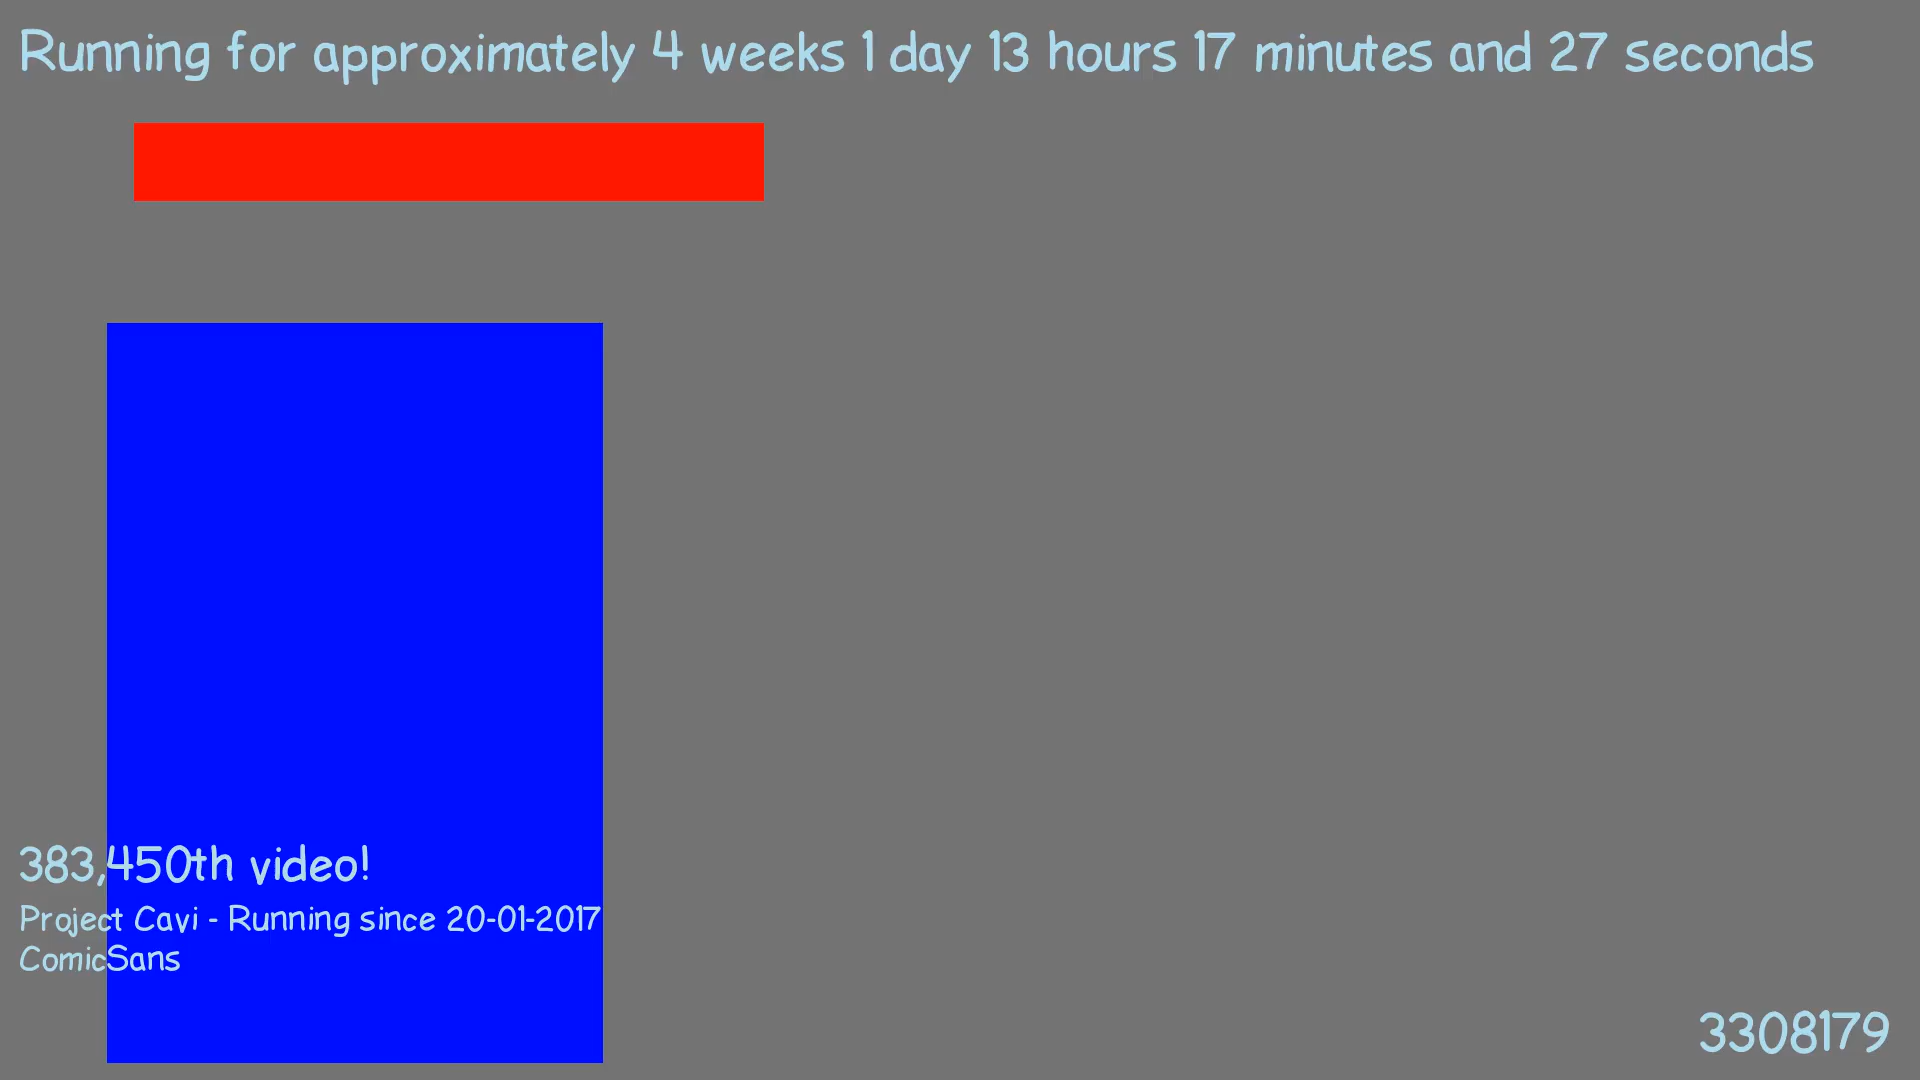 Running for approximately 4 weeks 1 day 13 hours 17 minutes and 27 seconds
383,450th video!
Project Cavi - Running since 20-01-2017
ComicSans
3308179